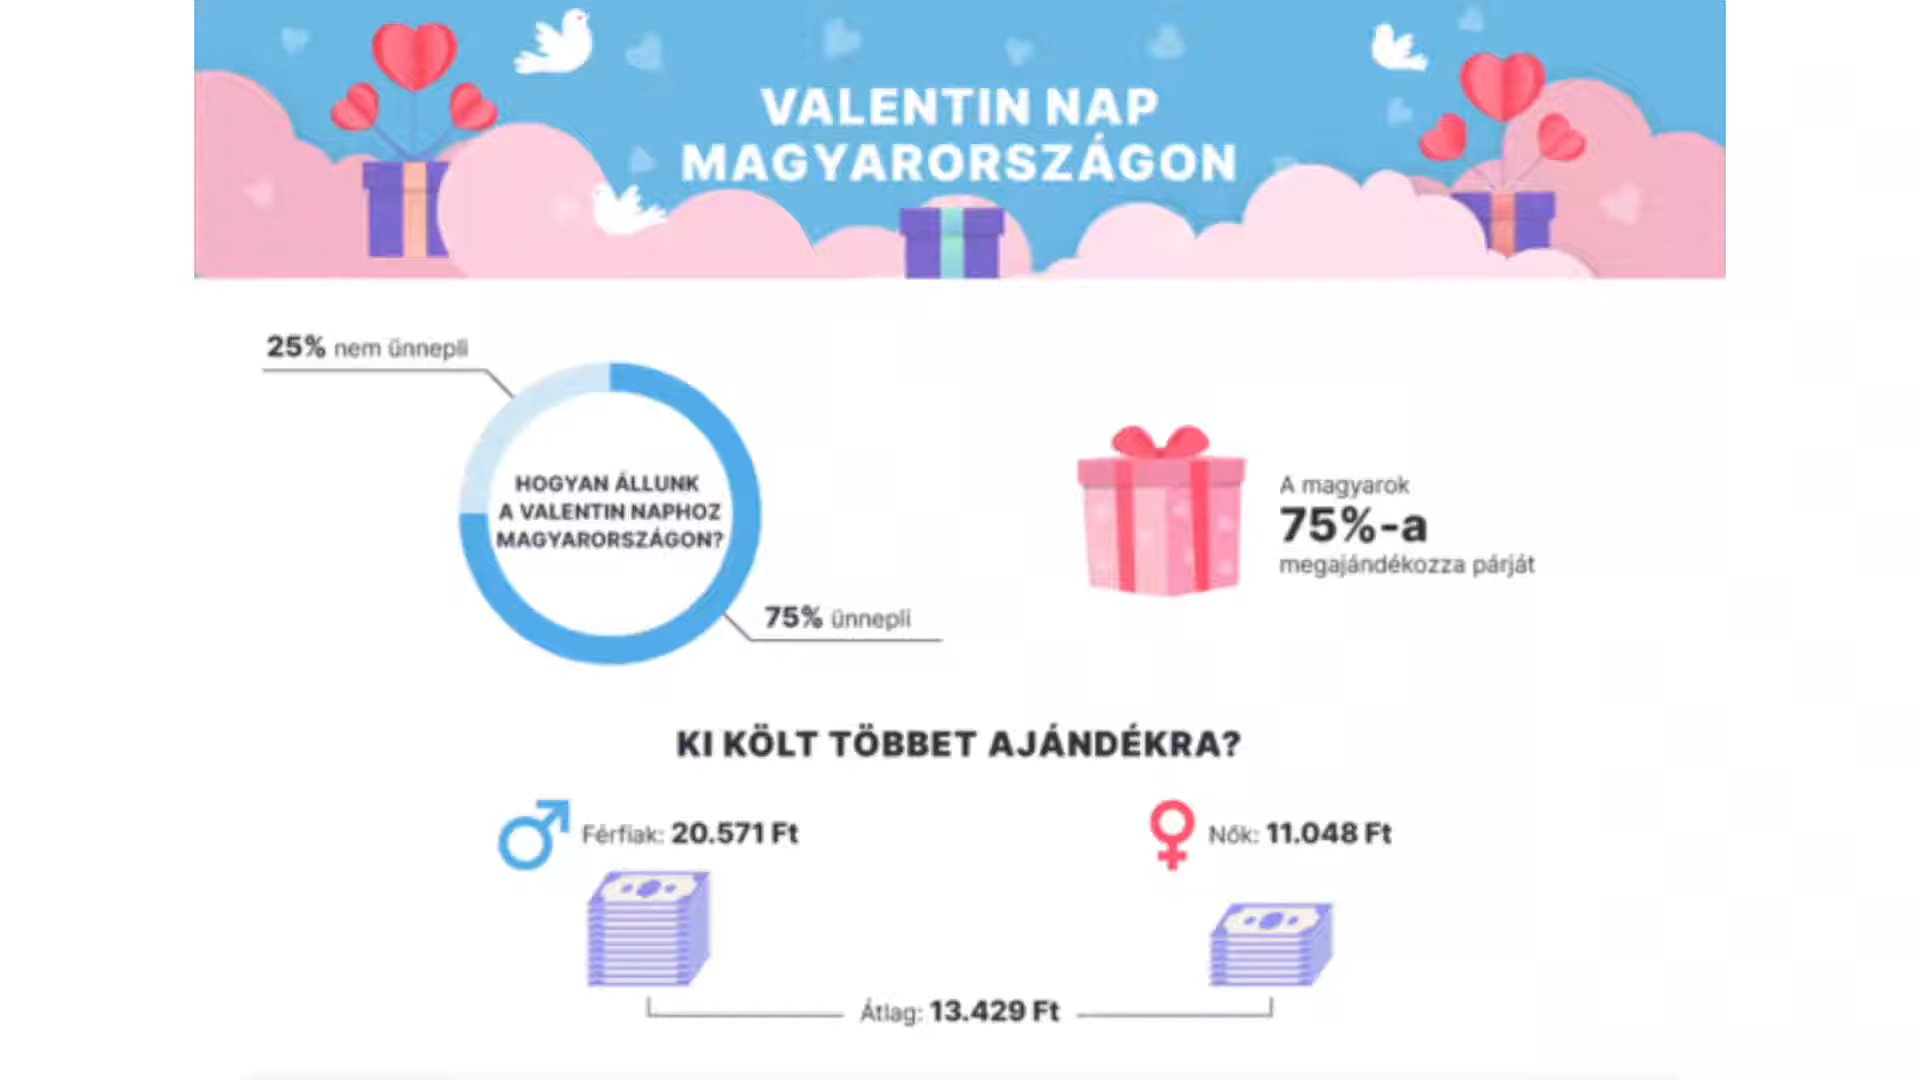 VALENTIN NAP
MAGYARORSZÁGON
25% nem ünnepli
HOGYAN ÁLLUNK
A VALENTIN NAPHOZ
MAGYARORSZÁGON?
75% ünnepli
A magyarok
75%-a
megajándékozza párját
KI KÖLT TÖBBET AJÁNDÉKRA?
Férfiak: 20.571 Ft
Nők: 11.048 Ft
Átlag: 13.429 Ft